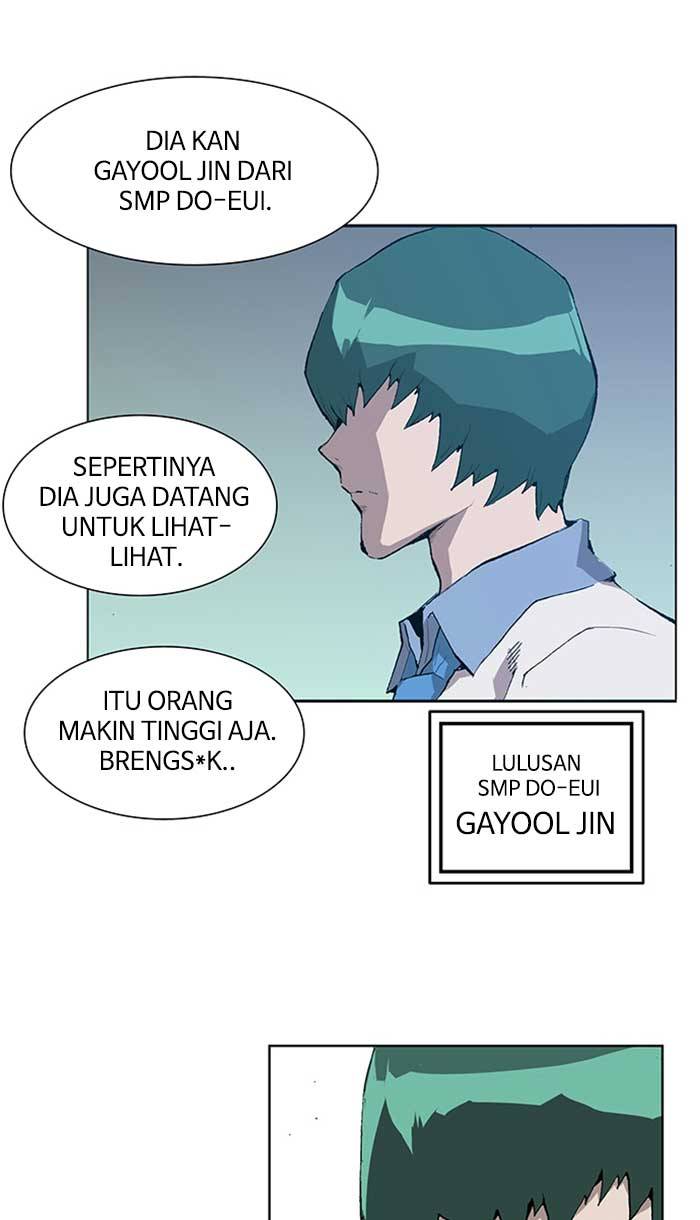 DIA KAN
GAYOOL JIN DARI
SMP DO-EUI.
SEPERTINYA
DIA JUGA DATANG
UNTUK LIHAT-
LIHAT.
ITU ORANG
MAKIN TINGGI AJA.
BRENGS*K..
LULUSAN
SMP DO-EUI
GAYOOL JIN